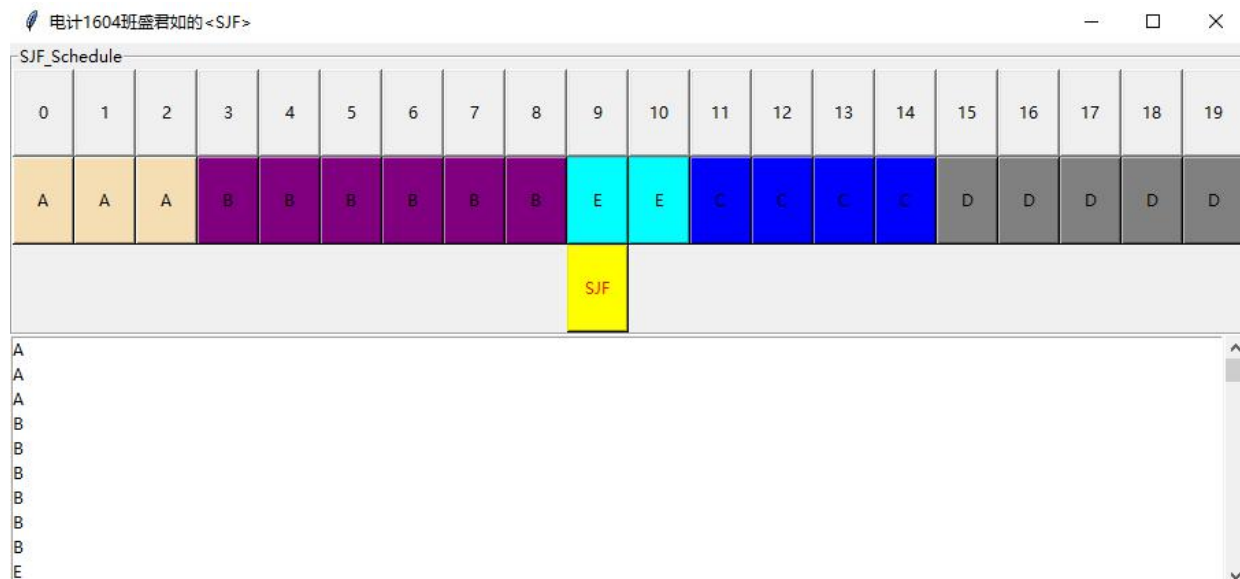 电计1604班盛君如的<SJF>
SJF_Schedule
0 1 2 3 4 5 6 7 8 9 10 11 12 13 14 15 16 17 18 19
A A A B B B B B B E E C C C C D D D D D
SJF
A
A
A
B
B
B
B
B
B
E